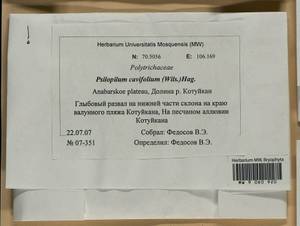 Herbarium Universitatis Mosquensis (MW)
N: 70.5036 E: 106.169
Polytrichaceae
Psilopilum cavifolium (Wils.) Hag.
Anabarskoe plateau, Долина р. Котуйкан
Глыбовый развал на нижней части склона на краю
валунного пляжа Котуйкана, На песчаном аллювии
Котуйкана
22.07.07 Собрал: Федосов В.Э.
№ 07-351 Определил: Федосов В.Э.
Herbarium MW, Bryophyta